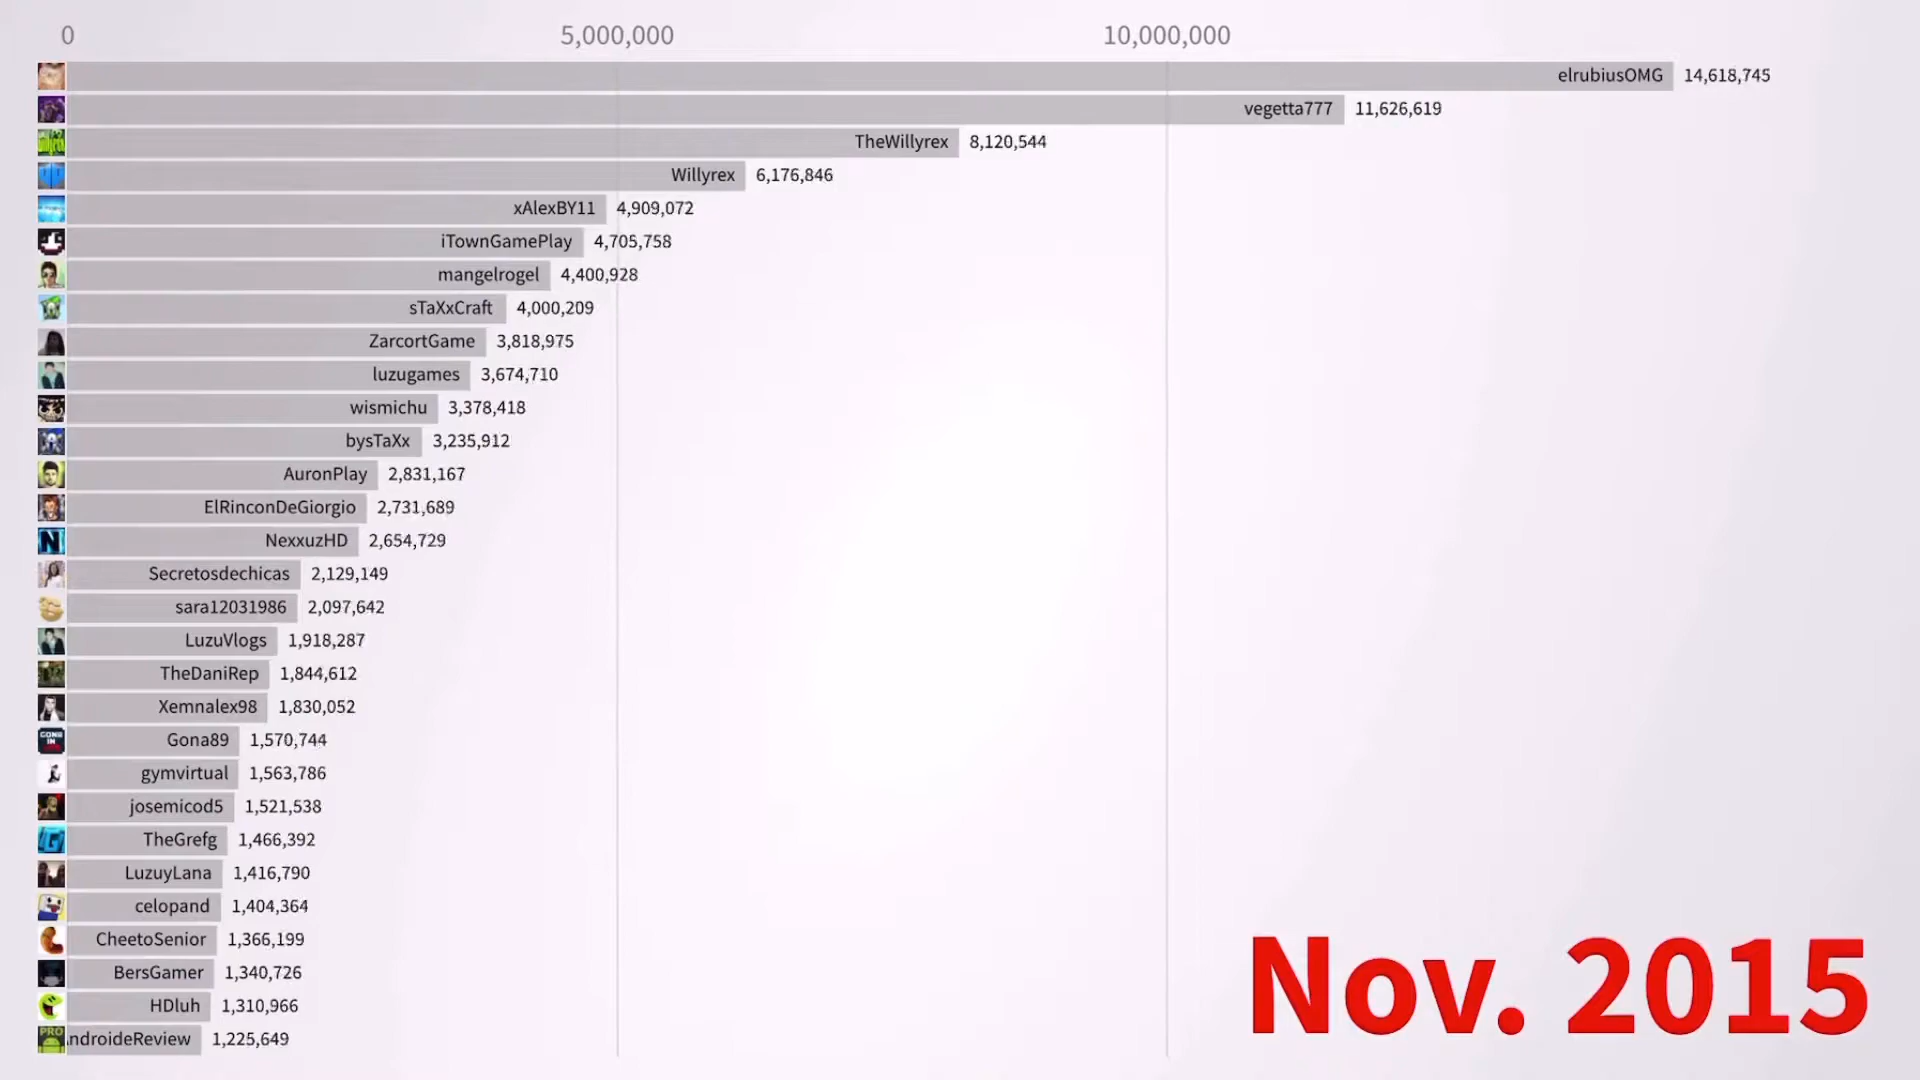 0 5,000,000 10,000,000
elrubiusOMG 14,618,745
vegetta777 11,626,619
TheWillyrex 8,120,544
Willyrex 6,176,846
xAlexBY11 4,909,072
iTownGamePlay 4,705,758
mangelrogel 4,400,928
sTaXxCraft 4,000,209
ZarcortGame 3,818,975
luzugames 3,674,710
wismichu 3,378,418
bysTaXx 3,235,912
AuronPlay 2,831,167
ElRinconDeGiorgio 2,731,689
NexxuzHD 2,654,729
Secretosdechicas 2,129,149
sara12031986 2,097,642
LuzuVlogs 1,918,287
TheDaniRep 1,844,612
Xemnalex98 1,830,052
Gona89 1,570,744
gymvirtual 1,563,786
josemicod5 1,521,538
TheGrefg 1,466,392
LuzuyLana 1,416,790
celopand 1,404,364
CheetoSenior 1,366,199
BersGamer 1,340,726
HDluh 1,310,966
PRO ndroideReview 1,225,649
Nov. 2015